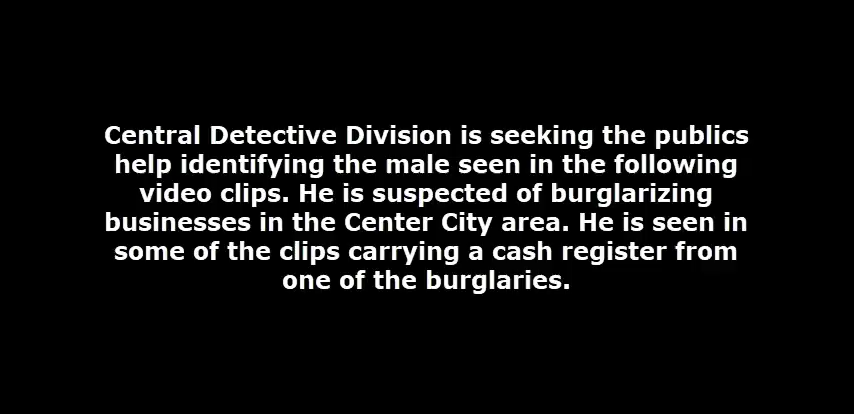 Central Detective Division is seeking the publics
help identifying the male seen in the following
video clips. He is suspected of burglarizing
businesses in the Center City area. He is seen in
some of the clips carrying a cash register from
one of the burglaries.